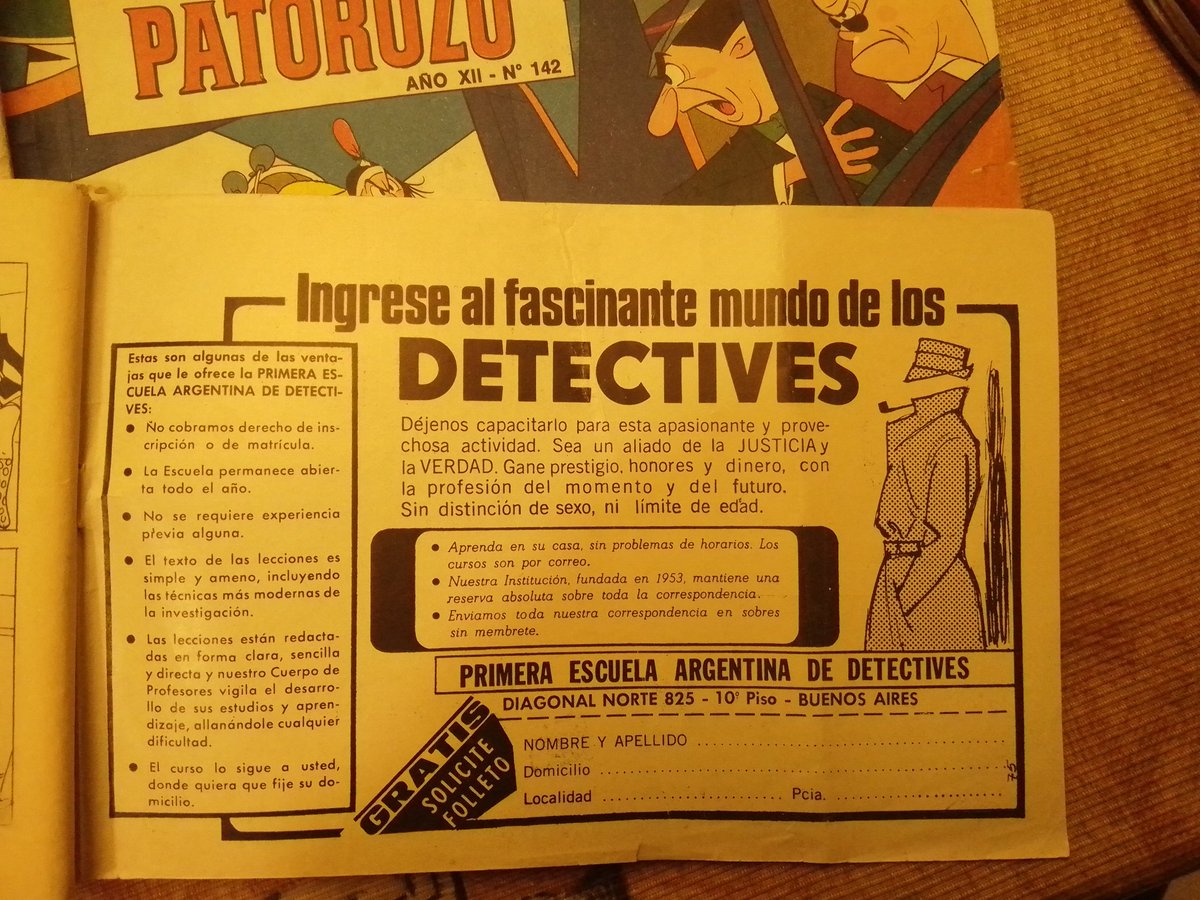 PATORUZU
AÑO XII - Nº 142
Ingrese al fascinante mundo de los
DETECTIVES
Déjenos capacitarlo para esta apasionante y prove-
chosa actividad. Sea un aliado de la JUSTICIA y
la VERDAD. Gane prestigio, honores y dinero, con
la profesión del momento y del futuro.
Sin distinción de sexo, ni límite de edad.
Estas son algunas de las venta-
jas que le ofrece la PRIMERA ES-
CUELA ARGENTINA DE DETECTI-
VES:
● No cobramos derecho de ins-
cripción o de matrícula.
● La Escuela permanece abier-
ta todo el año.
● No se requiere experiencia
previa alguna.
● El texto de las lecciones es
simple y ameno, incluyendo
las técnicas más modernas de
la investigación.
● Las lecciones están redacta-
das en forma clara, sencilla
y directa y nuestro Cuerpo de
Profesores vigila el desarro-
llo de sus estudios y apren-
dizaje, allanándole cualquier
dificultad.
● El curso lo sigue a usted,
donde quiera que fije su do-
micilio.
● Aprenda en su casa, sin problemas de horarios. Los
cursos son por correo.
● Nuestra Institución, fundada en 1953, mantiene una
reserva absoluta sobre toda la correspondencia.
● Enviamos toda nuestra correspondencia en sobres
sin membrete.
PRIMERA ESCUELA ARGENTINA DE DETECTIVES
DIAGONAL NORTE 825 - 10º Piso - BUENOS AIRES
GRATIS
SOLICITE
FOLLETO
NOMBRE Y APELLIDO
Domicilio
Localidad Pcia.
75